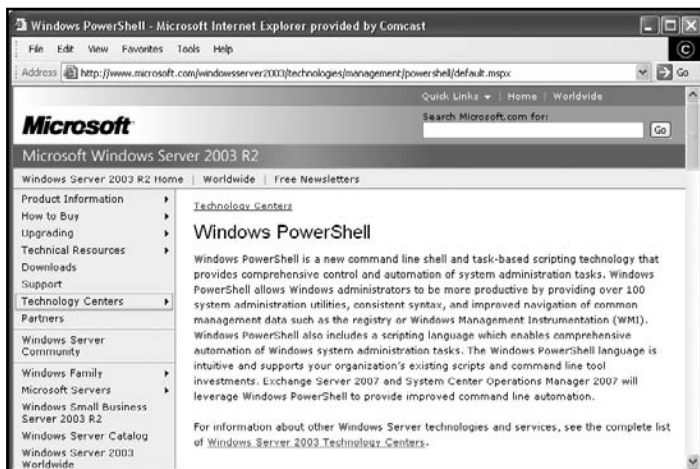 Windows PowerShell - Microsoft Internet Explorer provided by Comcast
File Edit View Favorites Tools Help
Address http://www.microsoft.com/windowsserver2003/technologies/management/powershell/default.mspx Go
Quick Links | Home | Worldwide
Microsoft
Search Microsoft.com for:
Go
Microsoft Windows Server 2003 R2
Windows Server 2003 R2 Home | Worldwide | Free Newsletters
Product Information
How to Buy
Upgrading
Technical Resources
Downloads
Support
Technology Centers
Partners
Windows Server
Community
Windows Family
Microsoft Servers
Windows Small Business
Server 2003 R2
Windows Server Catalog
Windows Server 2003
Worldwide
Technology Centers
Windows PowerShell
Windows PowerShell is a new command line shell and task-based scripting technology that
provides comprehensive control and automation of system administration tasks. Windows
PowerShell allows Windows administrators to be more productive by providing over 100
system administration utilities, consistent syntax, and improved navigation of common
management data such as the registry or Windows Management Instrumentation (WMI).
Windows PowerShell also includes a scripting language which enables comprehensive
automation of Windows system administration tasks. The Windows PowerShell language is
intuitive and supports your organization's existing scripts and command line tool
investments. Exchange Server 2007 and System Center Operations Manager 2007 will
leverage Windows PowerShell to provide improved command line automation.
For information about other Windows Server technologies and services, see the complete list
of Windows Server 2003 Technology Centers.